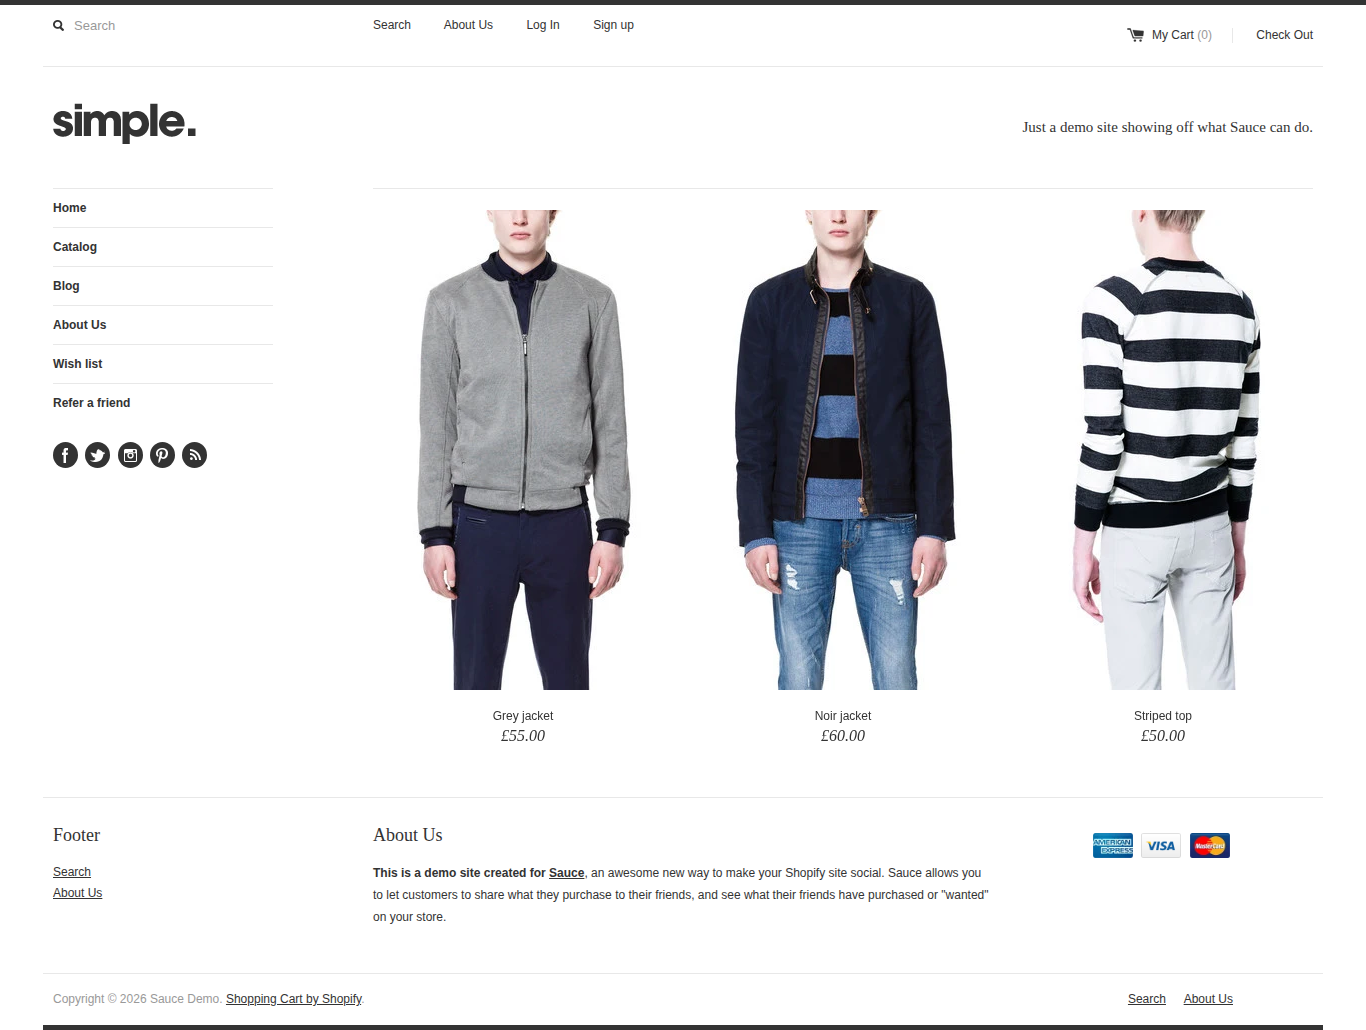 Search
Search About Us Log In Sign up
My Cart (0) Check Out
simple.
Just a demo site showing off what Sauce can do.
Home
Catalog
Blog
About Us
Wish list
Refer a friend
Grey jacket
£55.00
Noir jacket
£60.00
Striped top
£50.00
Footer
Search
About Us
About Us
This is a demo site created for Sauce, an awesome new way to make your Shopify site social. Sauce allows you
to let customers to share what they purchase to their friends, and see what their friends have purchased or "wanted"
on your store.
AMERICAN
EXPRESS
VISA
MasterCard
Copyright © 2026 Sauce Demo. Shopping Cart by Shopify.
Search About Us